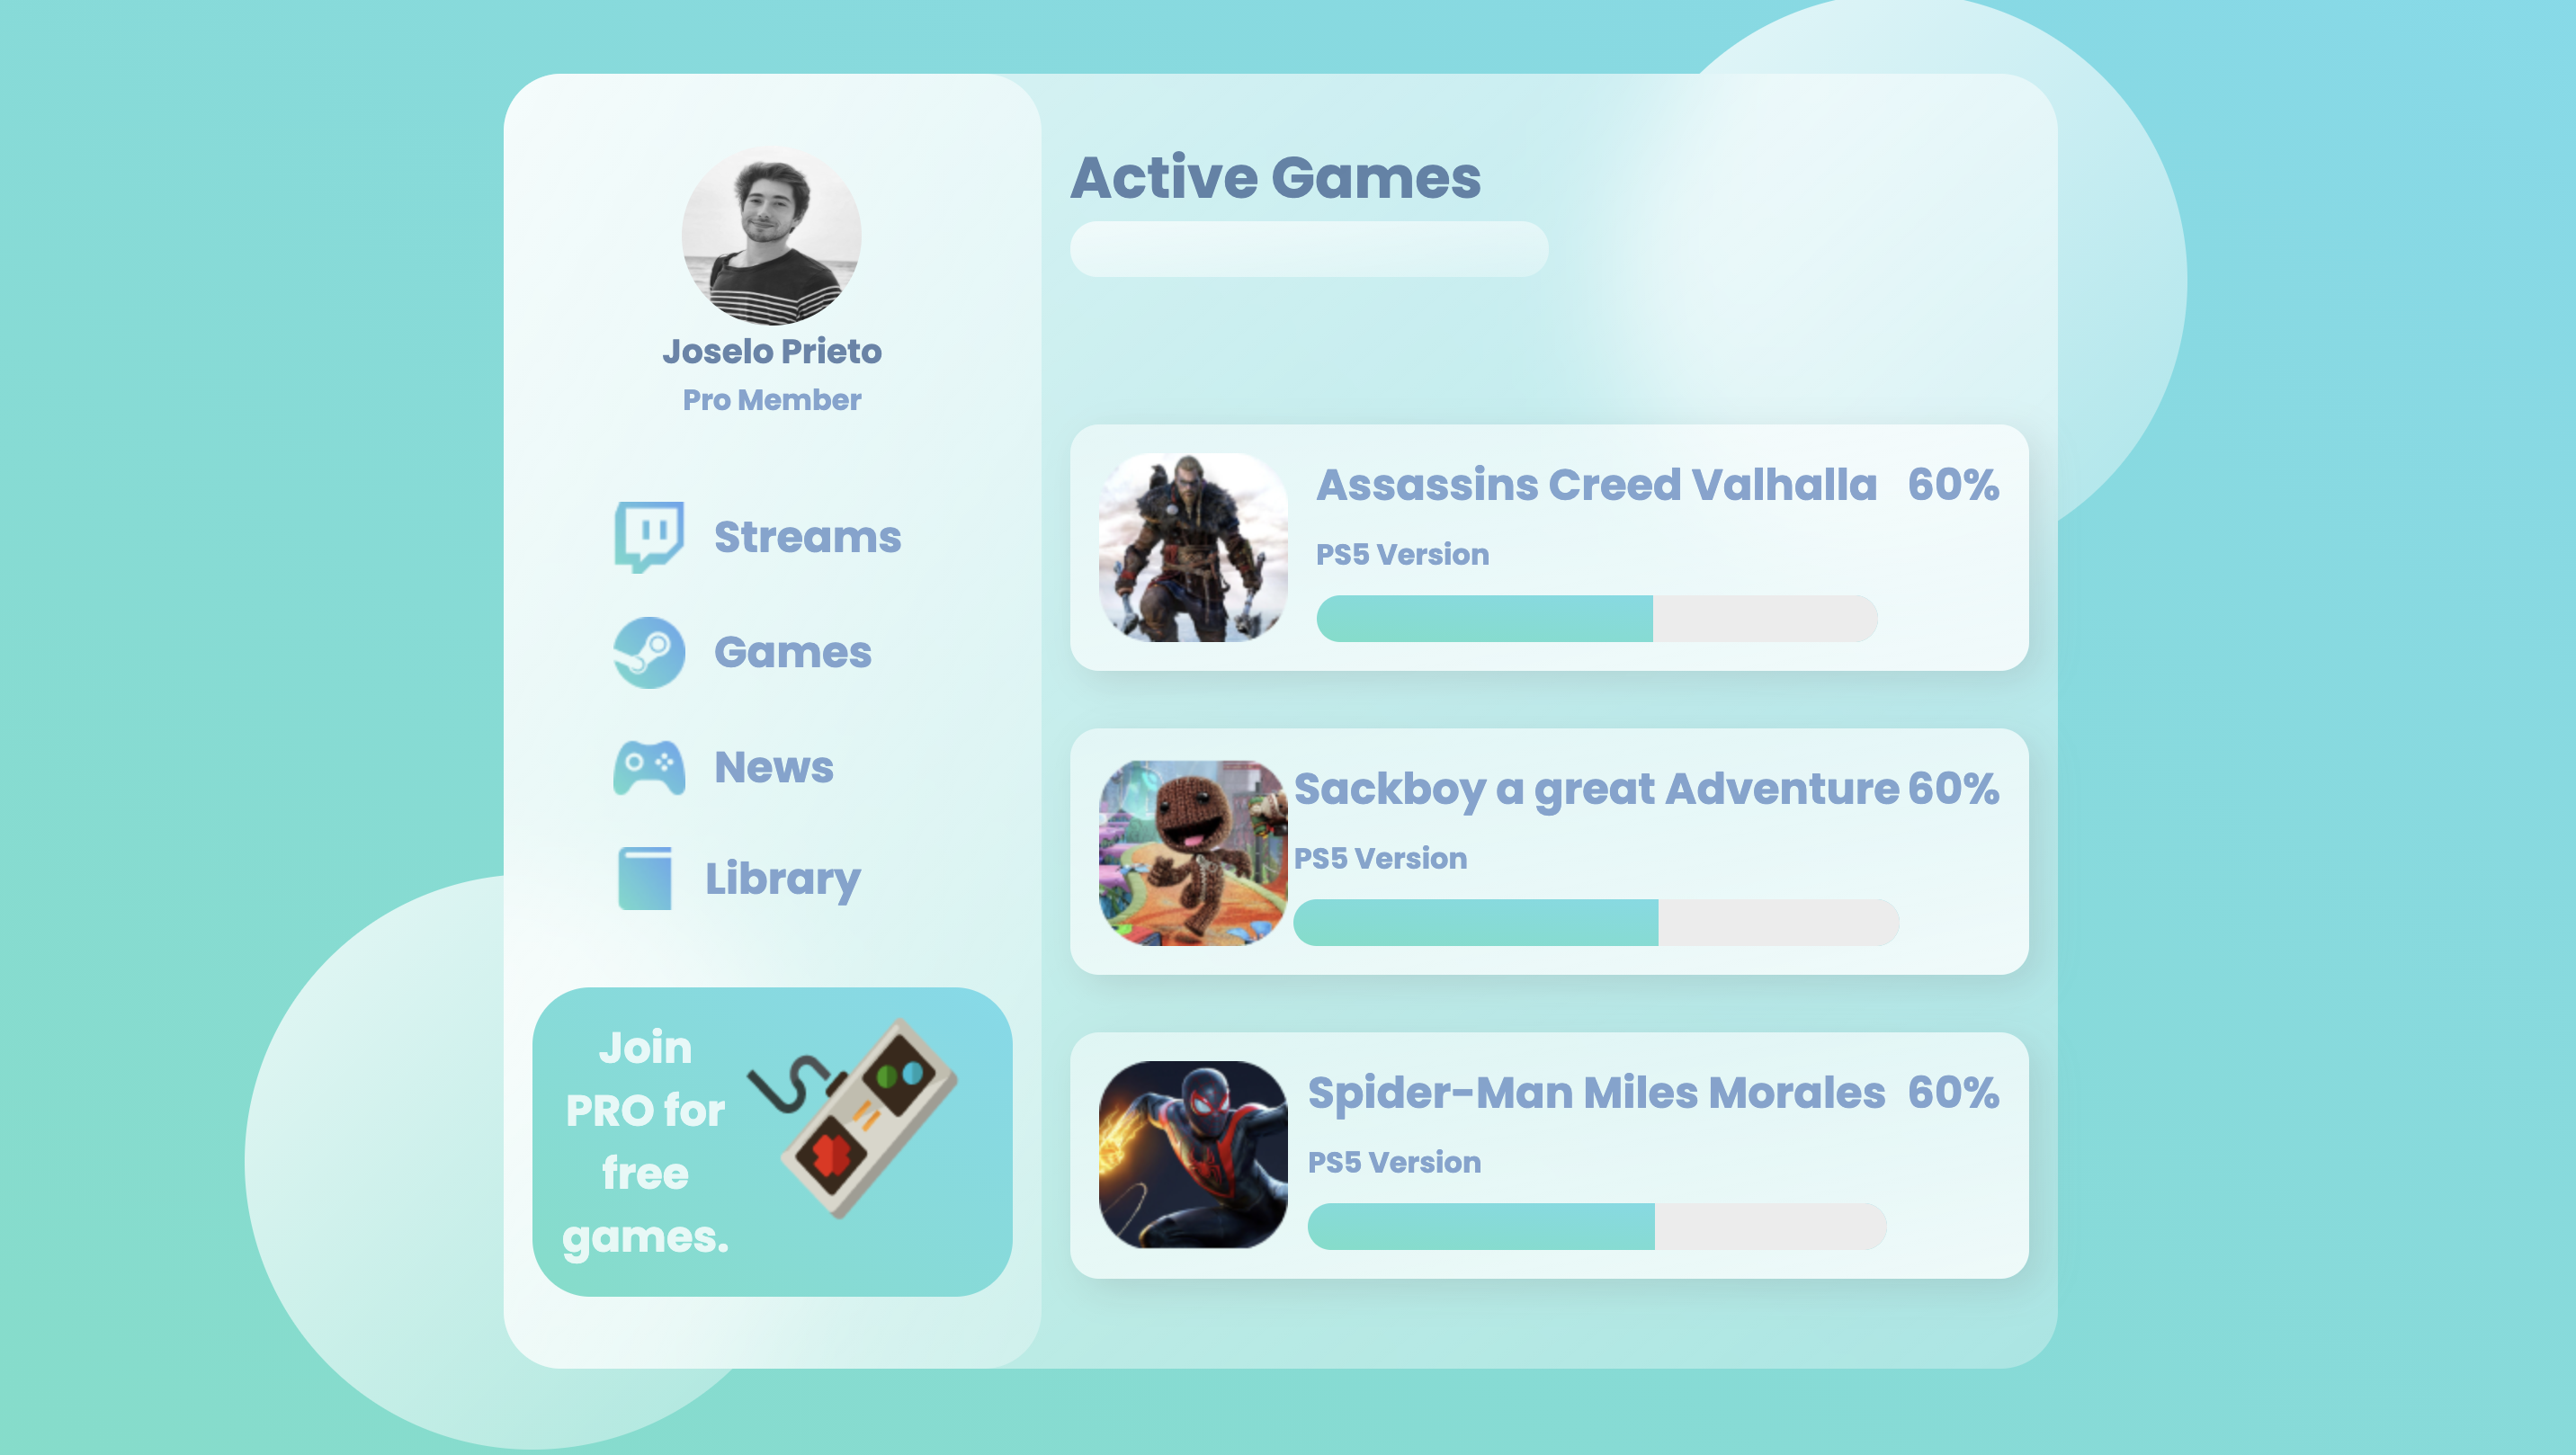 Joselo Prieto
Pro Member
Streams
Games
News
Library
Join
PRO for
free
games.
Active Games
Assassins Creed Valhalla 60%
PS5 Version
Sackboy a great Adventure 60%
PS5 Version
Spider-Man Miles Morales 60%
PS5 Version